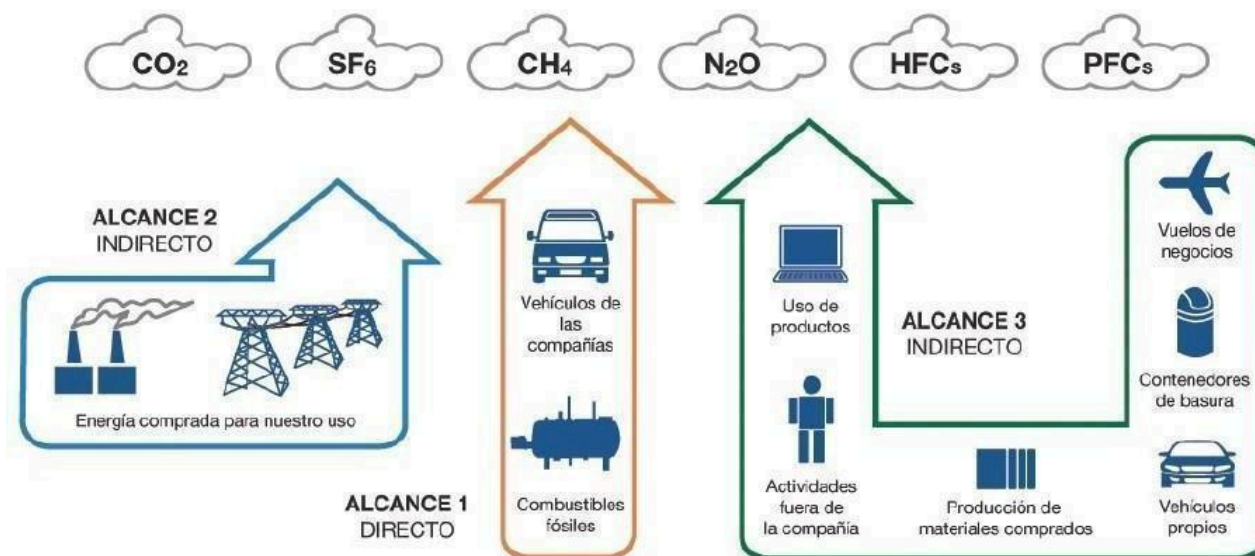 CO₂
SF₆
CH₄
N₂O
HFCs
PFCs
ALCANCE 2
INDIRECTO
Energía comprada para nuestro uso
ALCANCE 1
DIRECTO
Vehículos de
las
compañías
Combustibles
fósiles
Uso de
productos
Actividades
fuera de
la compañía
ALCANCE 3
INDIRECTO
Producción de
materiales comprados
Vuelos de
negocios
Contenedores
de basura
Vehículos
propios